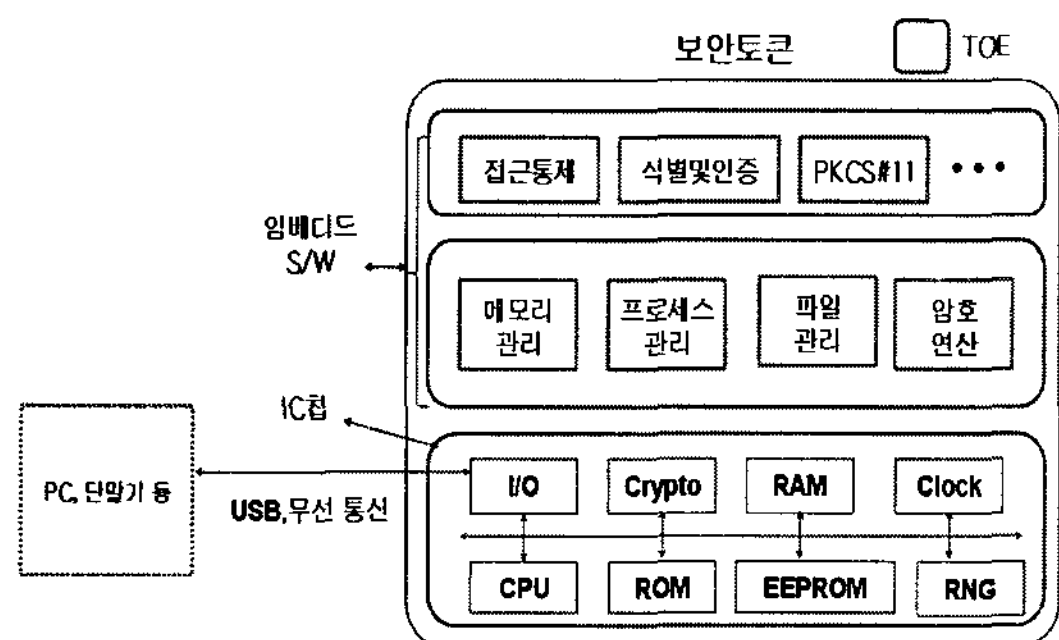 보안토큰
TOE
접근통제
식별및인증
PKCS#11
• • •
임베디드
S/W
메모리
관리
프로세스
관리
파일
관리
암호
연산
IC칩
PC, 단말기 등
USB,무선 통신
I/O
Crypto
RAM
Clock
CPU
ROM
EEPROM
RNG